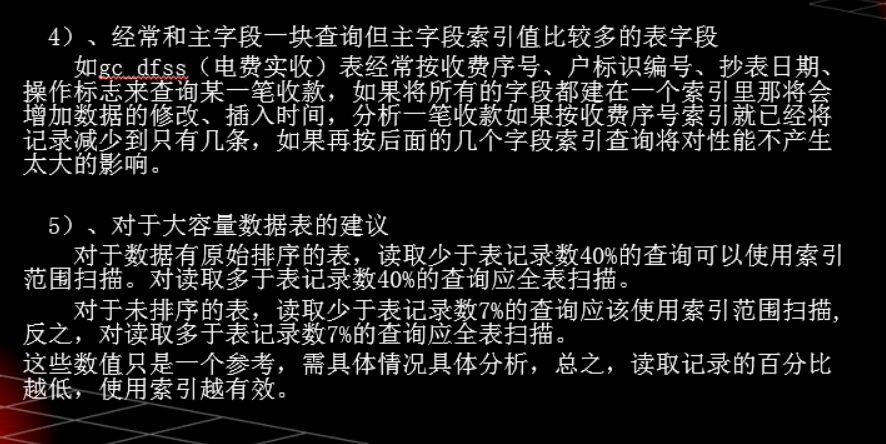 4）、经常和主字段一块查询但主字段索引值比较多的表字段
如gc_dfss（电费实收）表经常按收费序号、户标识编号、抄表日期、
操作标志来查询某一笔收款，如果将所有的字段都建在一个索引里那将会
增加数据的修改、插入时间，分析一笔收款如果按收费序号索引就已经将
记录减少到只有几条，如果再按后面的几个字段索引查询将对性能不产生
太大的影响。
5）、对于大容量数据表的建议
对于数据有原始排序的表，读取少于表记录数40%的查询可以使用索引
范围扫描。对读取多于表记录数40%的查询应全表扫描。
对于未排序的表，读取少于表记录数7%的查询应该使用索引范围扫描,
反之，对读取多于表记录数7%的查询应全表扫描。
这些数值只是一个参考，需具体情况具体分析，总之，读取记录的百分比
越低，使用索引越有效。